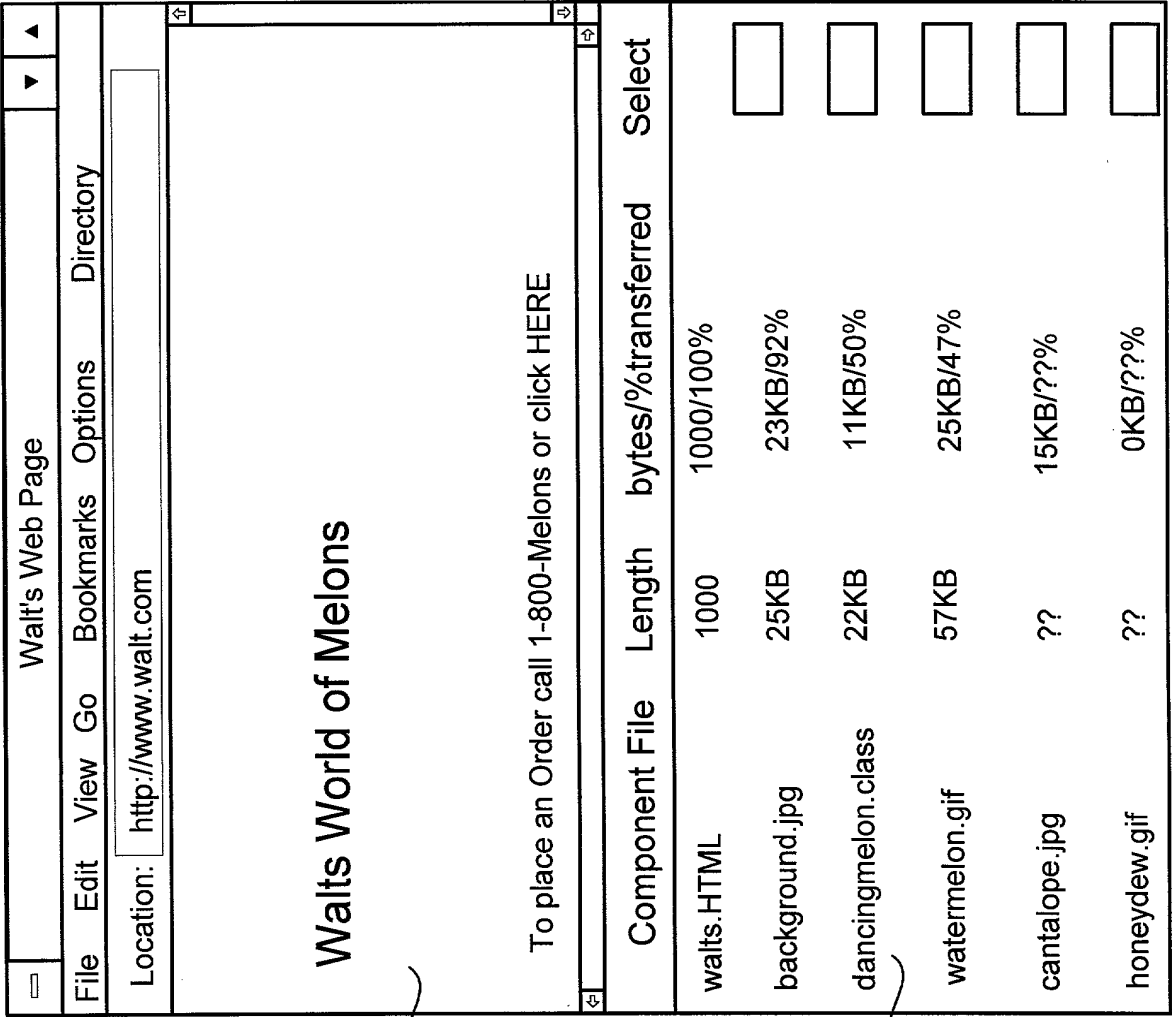 Walt's Web Page
File Edit View Go Bookmarks Options Directory
Location: http://www.walt.com
Walts World of Melons
To place an Order call 1-800-Melons or click HERE
Component File Length bytes/%transferred Select
walts.HTML 1000 1000/100%
background.jpg 25KB 23KB/92%
dancingmelon.class 22KB 11KB/50%
watermelon.gif 57KB 25KB/47%
cantalope.jpg ?? 15KB/??%
honeydew.gif ?? 0KB/??%